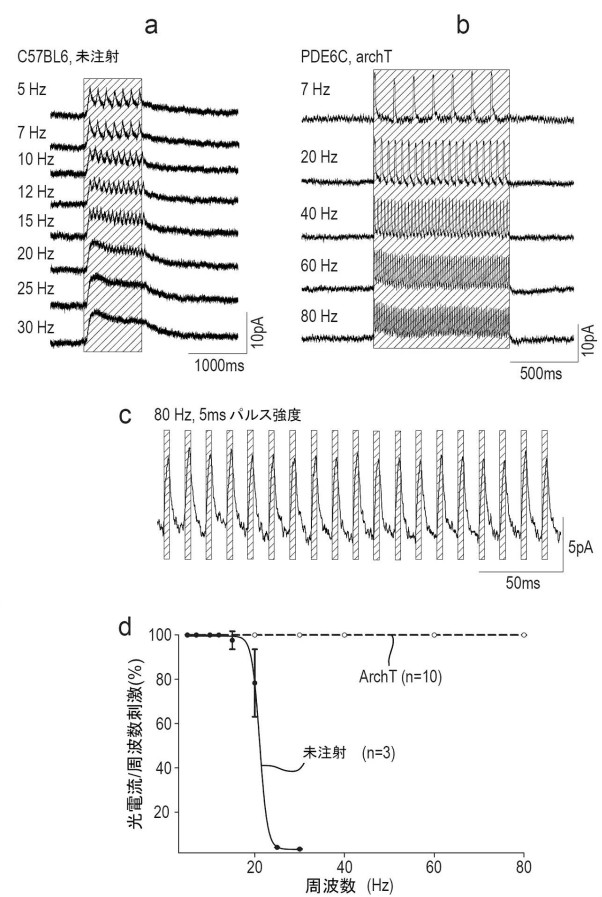 a
C57BL6, 未注射
5 Hz
7 Hz
10 Hz
12 Hz
15 Hz
20 Hz
25 Hz
30 Hz
10pA
1000ms
b
PDE6C, archT
7 Hz
20 Hz
40 Hz
60 Hz
80 Hz
10pA
500ms
c
80 Hz, 5ms パルス強度
5pA
50ms
d
光電流/周波数刺激(%)
100
80
60
40
20
ArchT (n=10)
未注射 (n=3)
20
40
60
80
周波数 (Hz)